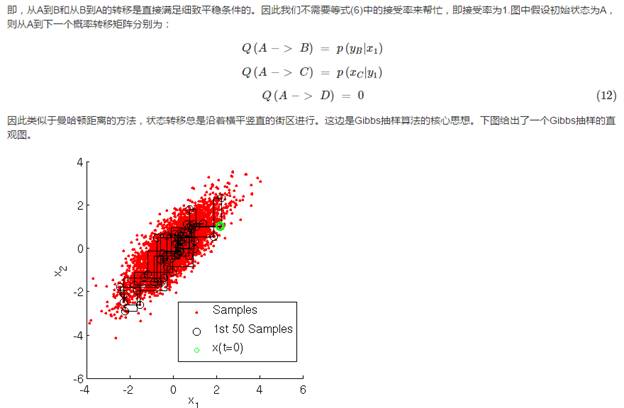 即，从A到B和从B到A的转移是直接满足细致平稳条件的。因此我们不需要等式(6)中的接受率来帮忙，即接受率为1.图中假设初始状态为A，
则从A到下一个概率转移矩阵分别为：
Q (A − > B) = p (y_B|x_1)
Q (A − > C) = p (x_C|y_1)
Q (A − > D) = 0 (12)
因此类似于曼哈顿距离的方法，状态转移总是沿着横平竖直的街区进行。这边是Gibbs抽样算法的核心思想。下图给出了一个Gibbs抽样的直
观图。
4
2
0
-2
-4
-6
x_2
Samples
1st 50 Samples
x(t=0)
-4 -2 0 2 4 6
x_1